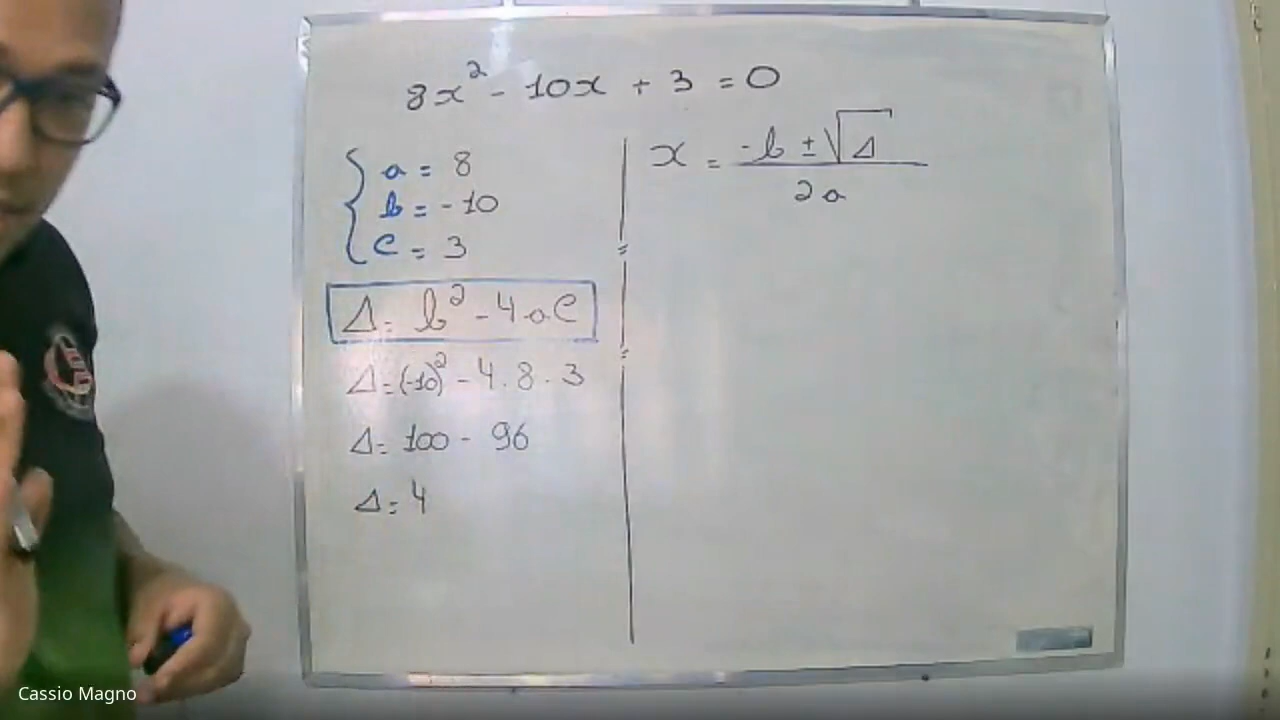 8x² - 10x + 3 = 0
a = 8
b = -10
c = 3
Δ = b² - 4ac
Δ = (-10)² - 4.8.3
Δ = 100 - 96
Δ = 4
x = -b ± √Δ
2a
Cassio Magno